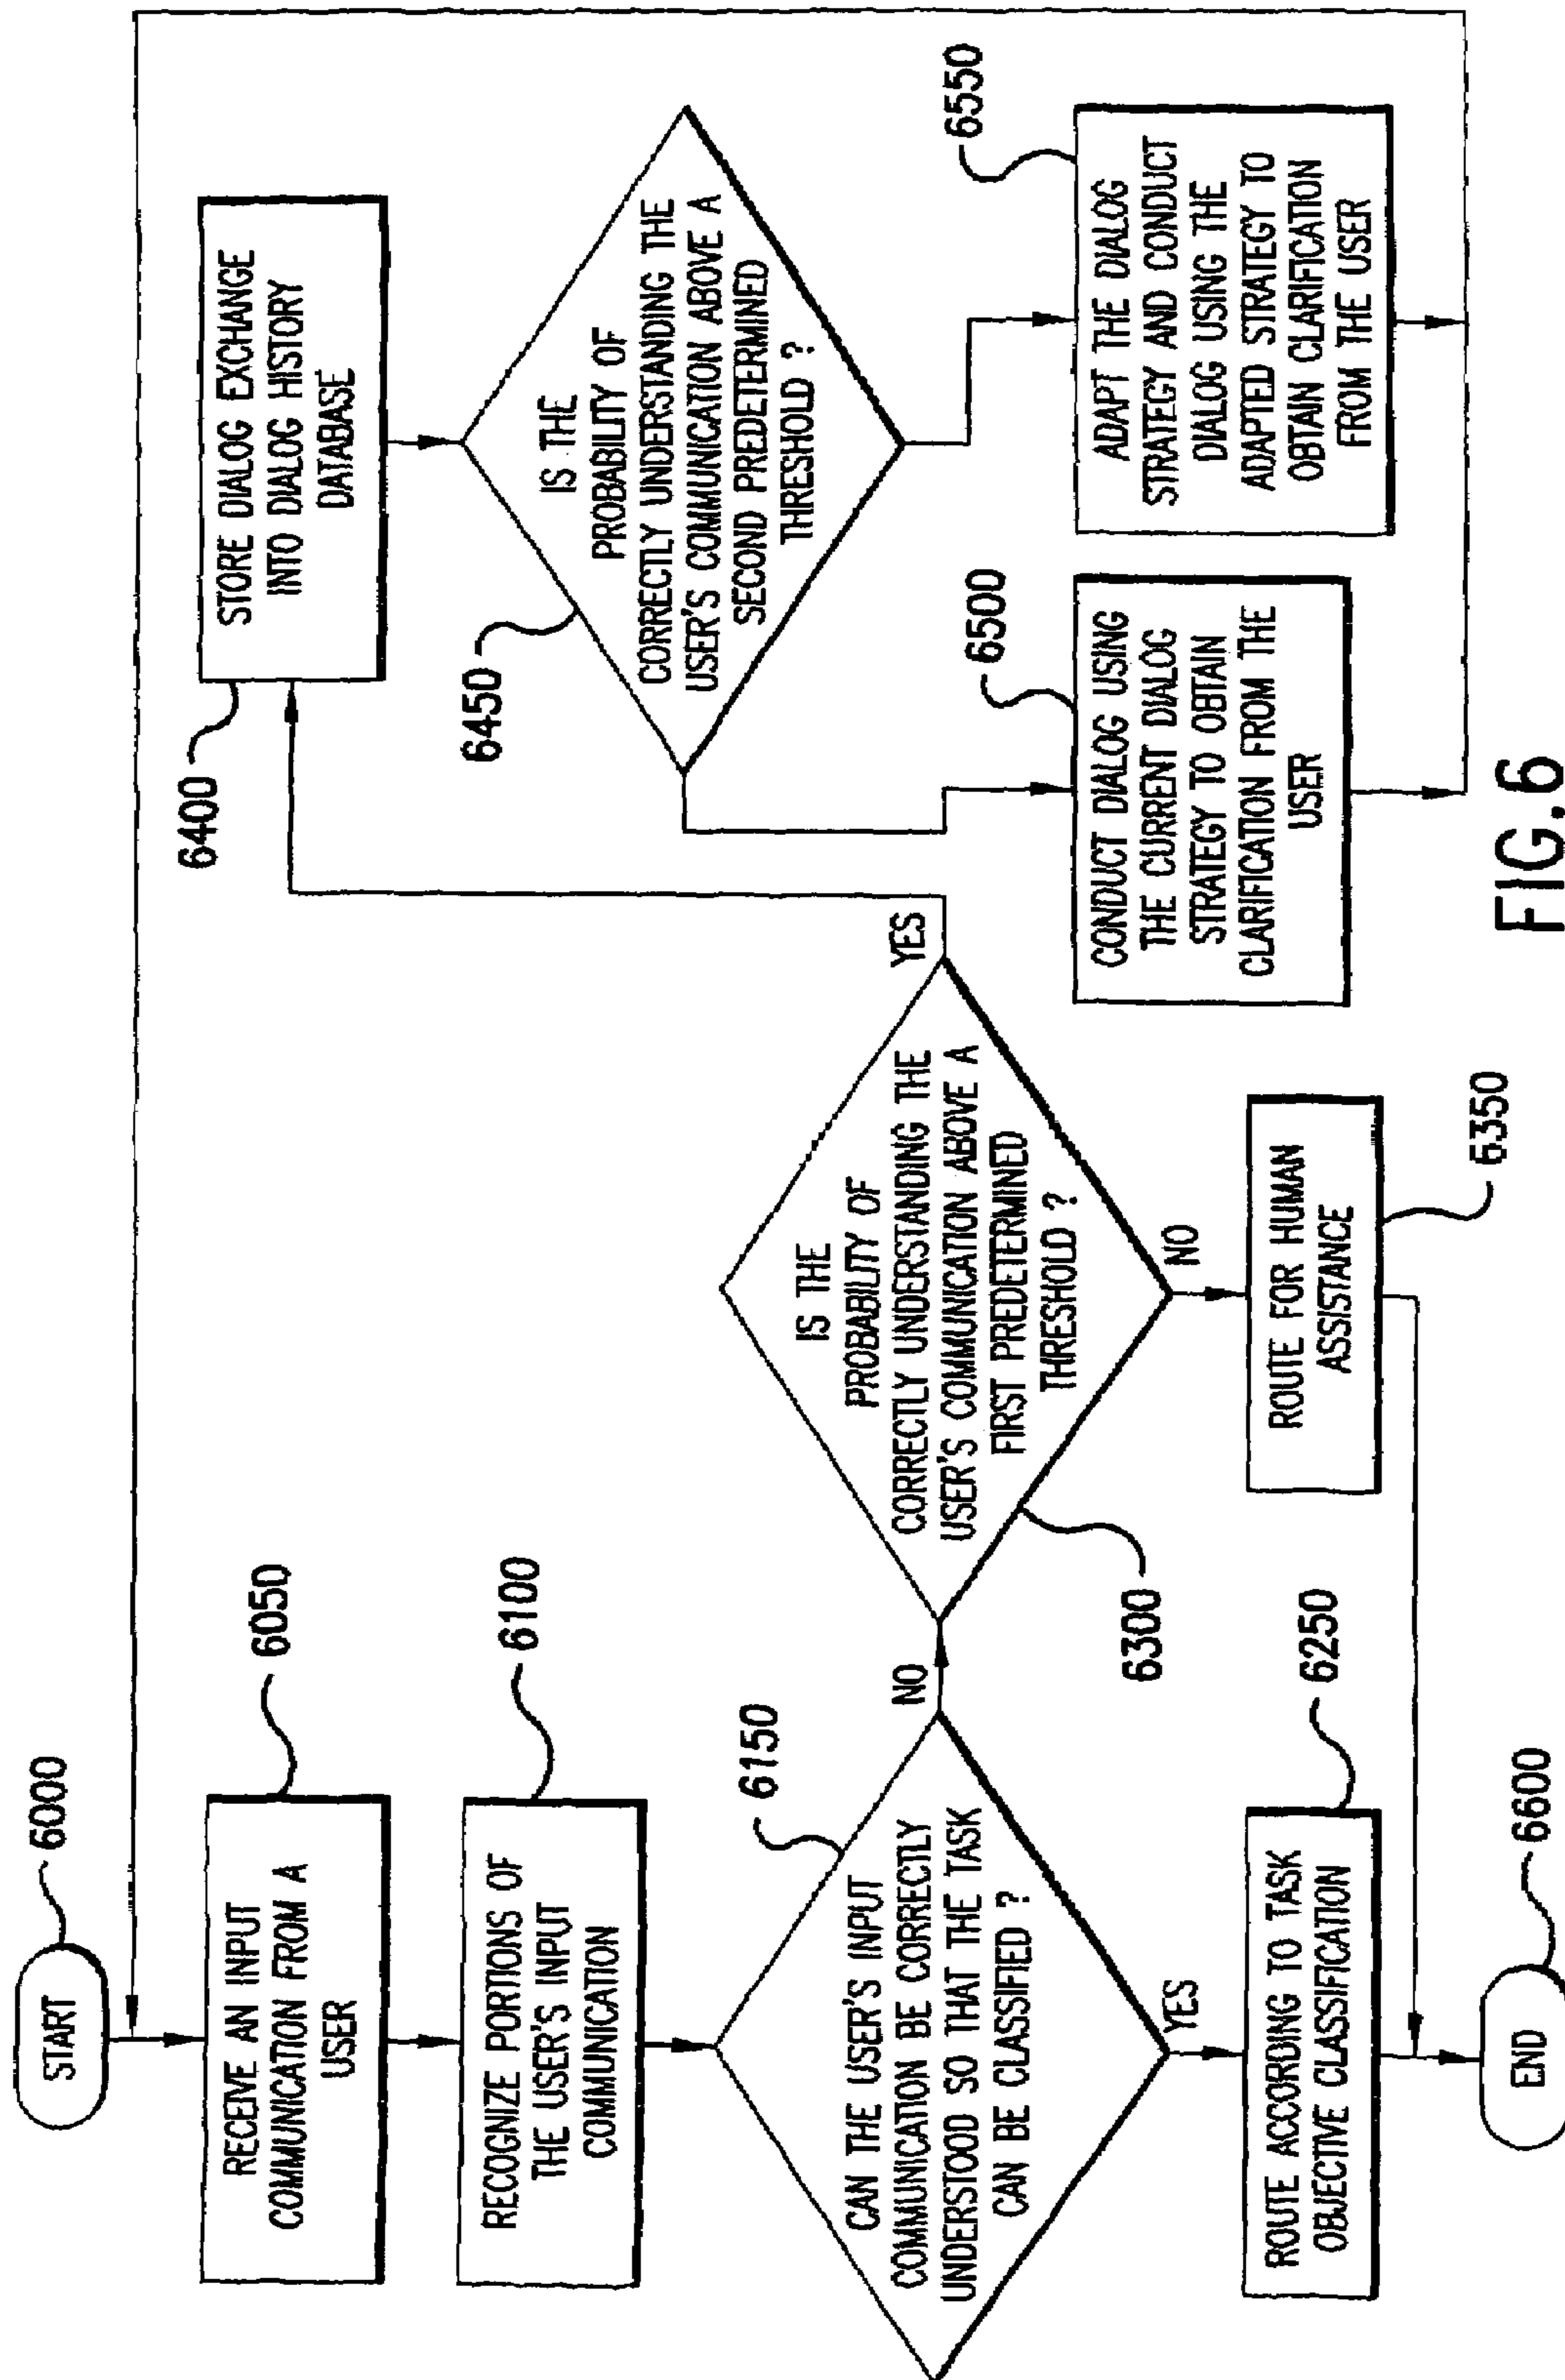 START
6000
RECEIVE AN INPUT
COMMUNICATION FROM A
USER
6050
RECOGNIZE PORTIONS OF
THE USER'S INPUT
COMMUNICATION
6100
CAN THE USER'S INPUT
COMMUNICATION BE CORRECTLY
UNDERSTOOD SO THAT THE TASK
CAN BE CLASSIFIED ?
6150
NO
YES
ROUTE ACCORDING TO TASK
OBJECTIVE CLASSIFICATION
6250
END
6600
IS THE
PROBABILITY OF
CORRECTLY UNDERSTANDING THE
USER'S COMMUNICATION ABOVE A
FIRST PREDETERMINED
THRESHOLD ?
6300
YES
NO
ROUTE FOR HUMAN
ASSISTANCE
6350
STORE DIALOG EXCHANGE
INTO DIALOG HISTORY
DATABASE
6400
IS THE
PROBABILITY OF
CORRECTLY UNDERSTANDING THE
USER'S COMMUNICATION ABOVE A
SECOND PREDETERMINED
THRESHOLD ?
6450
CONDUCT DIALOG USING
THE CURRENT DIALOG
STRATEGY TO OBTAIN
CLARIFICATION FROM THE
USER
6500
ADAPT THE DIALOG
STRATEGY AND CONDUCT
DIALOG USING THE
ADAPTED STRATEGY TO
OBTAIN CLARIFICATION
FROM THE USER
6550
FIG.6